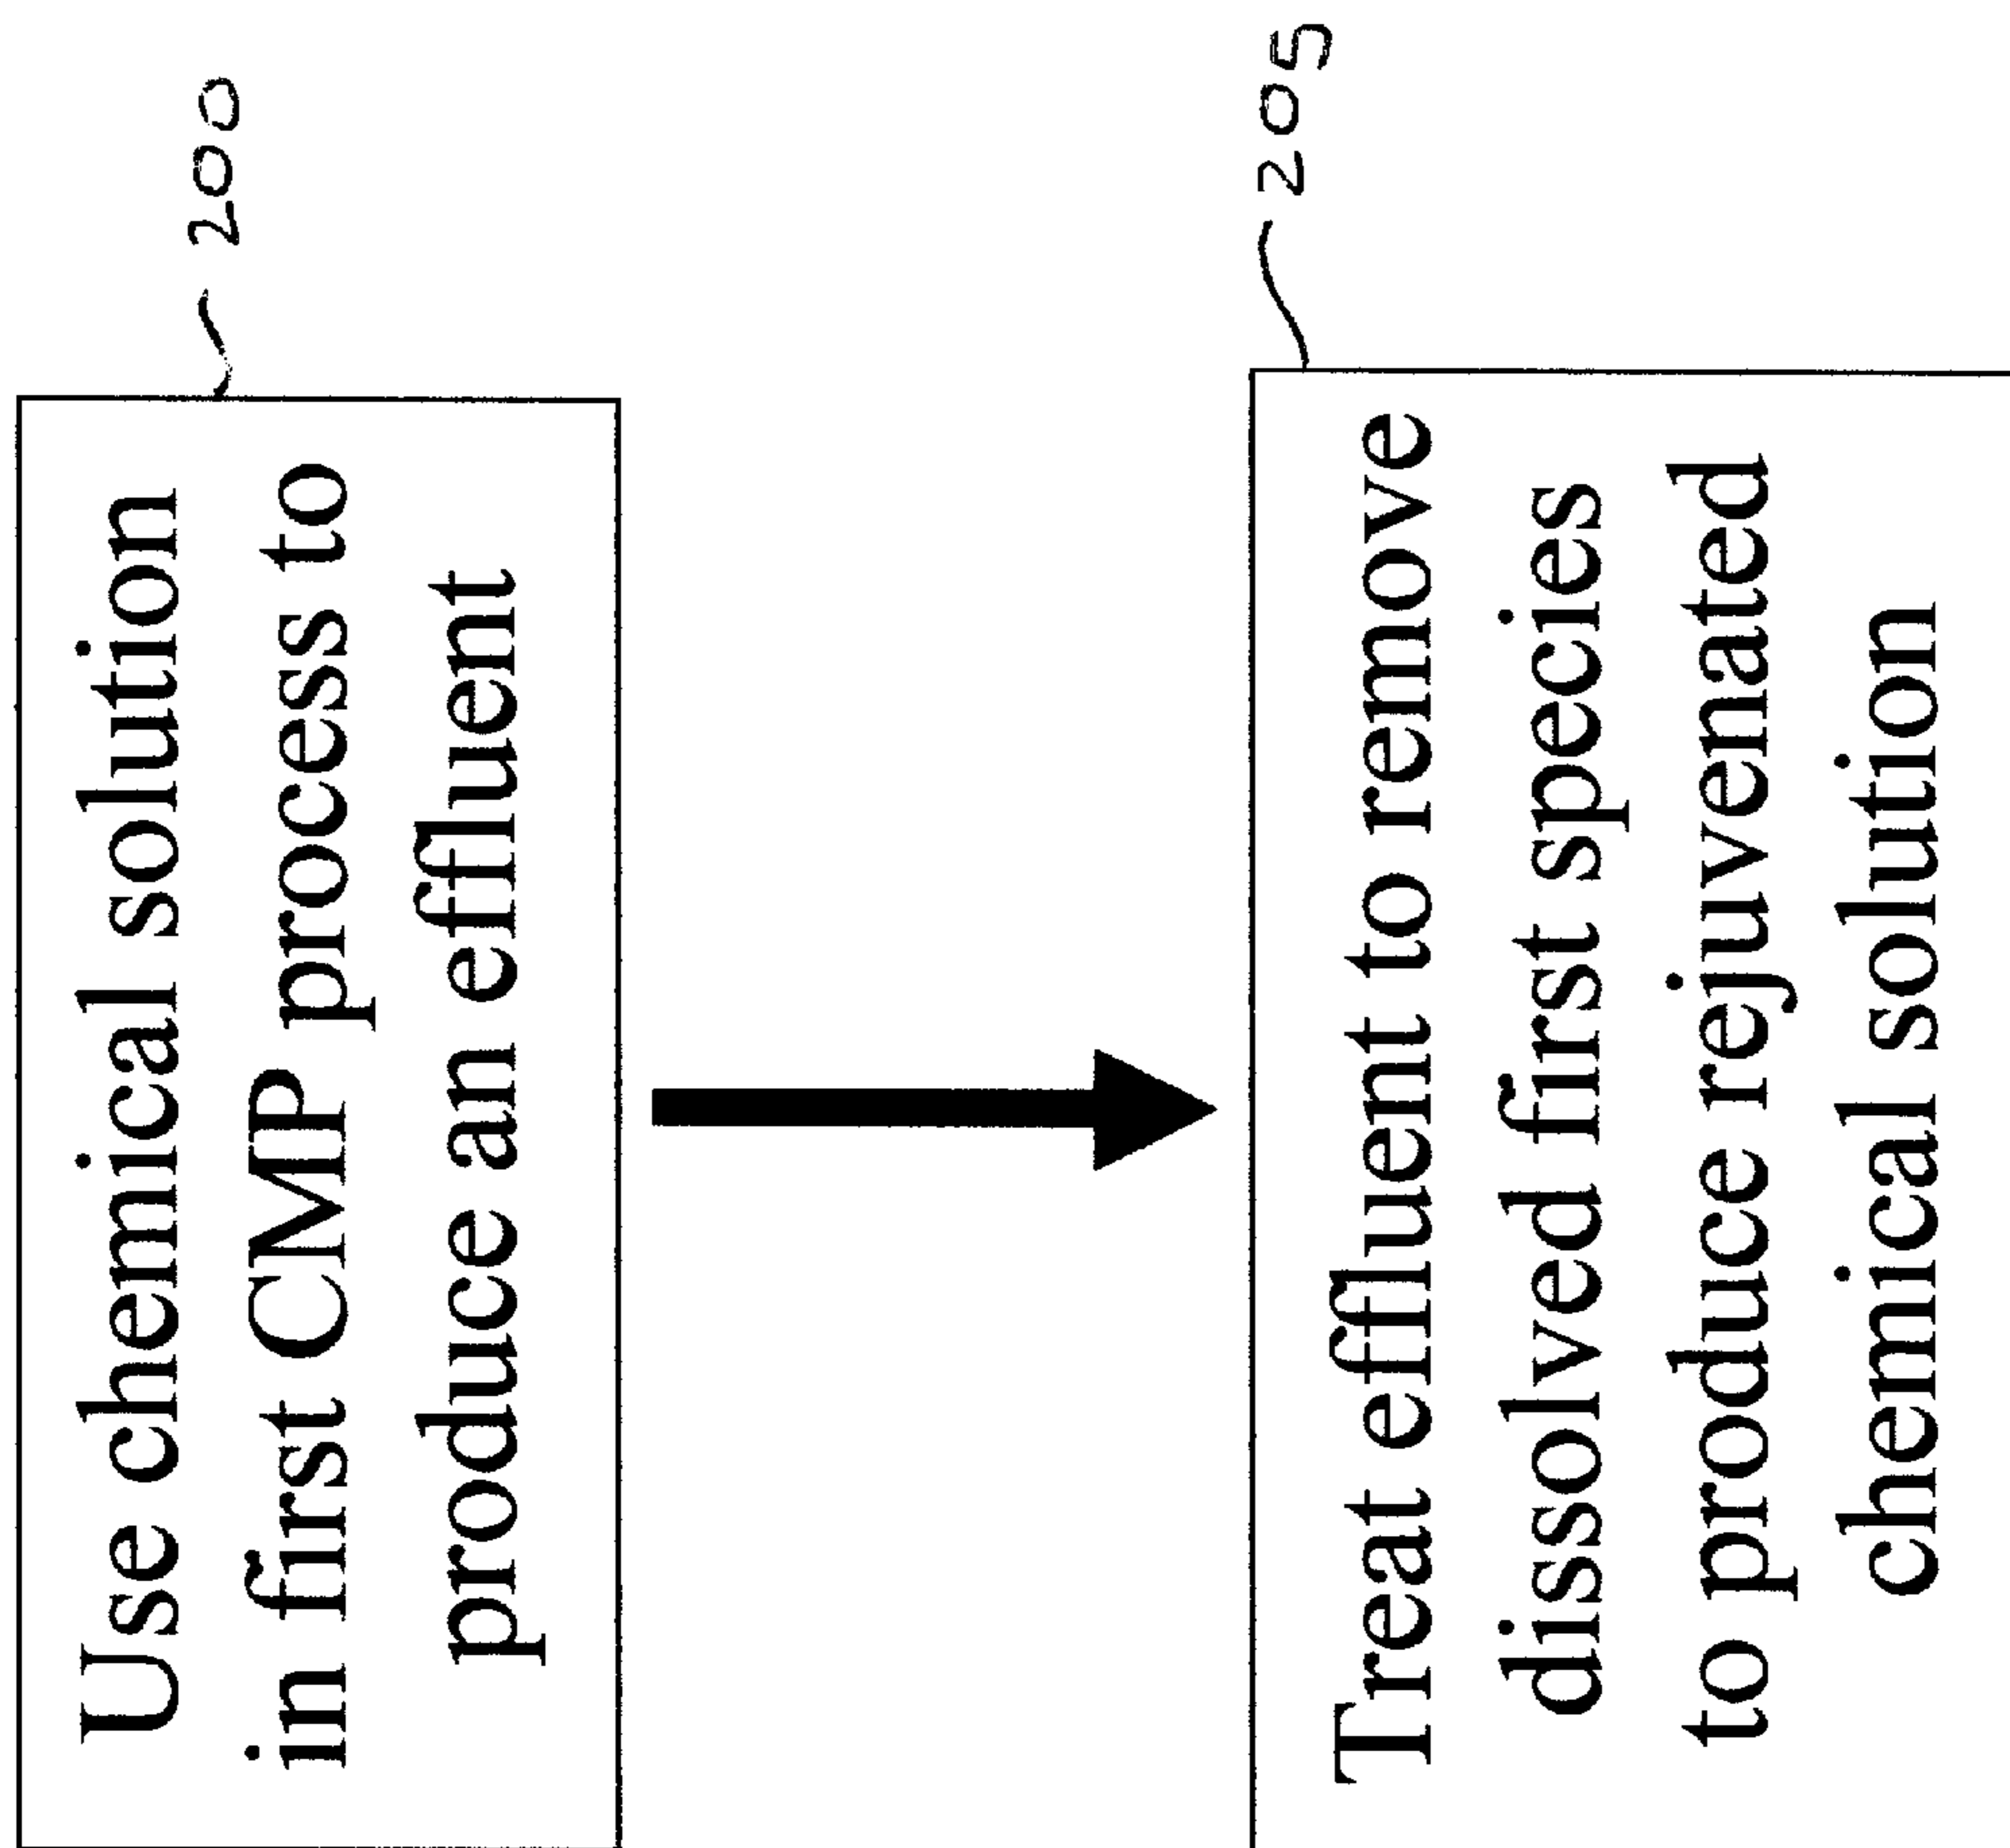 Use chemical solution
in first CMP process to
produce an effluent
200
Treat effluent to remove
dissolved first species
to produce rejuvenated
chemical solution
205